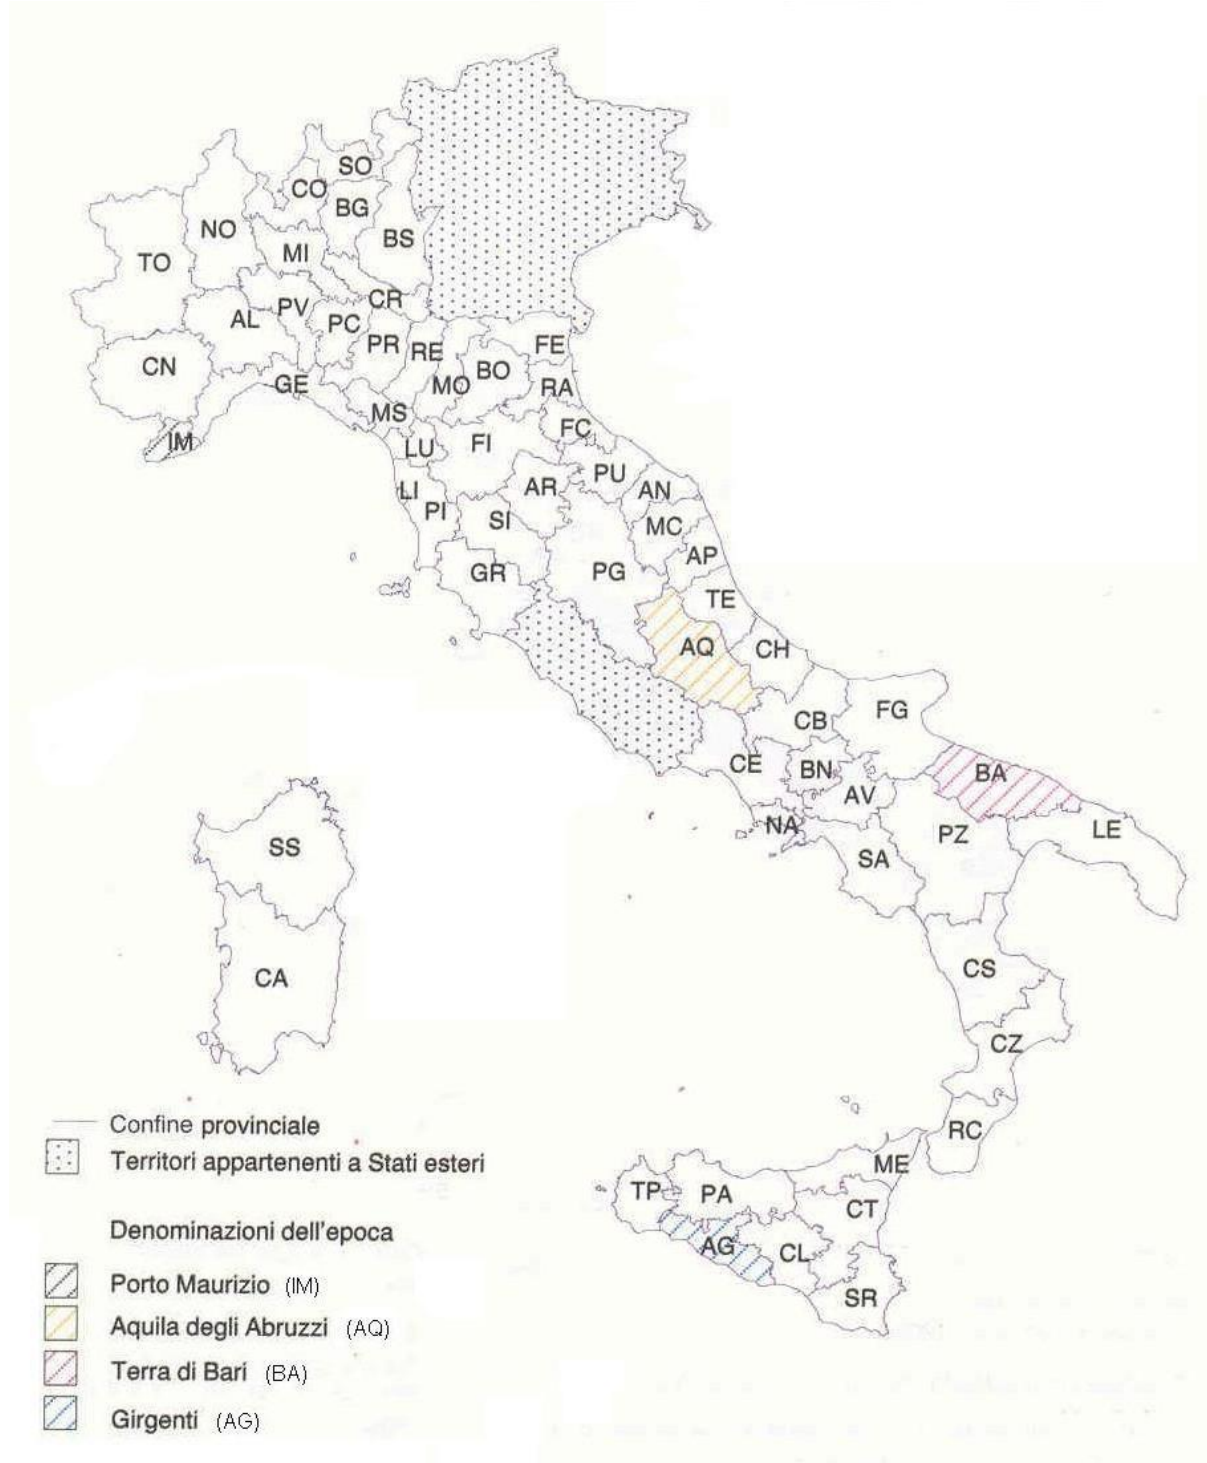 SO
CO
BG
NO
BS
MI
TO
CR
PV
AL
PC
PR
RE
FE
CN
BO
GE
MO
RA
MS
FC
IM
LU
FI
PU
LI
AR
AN
PI
SI
MC
AP
GR
PG
TE
AQ
CH
CB
FG
CE
BN
BA
AV
NA
PZ
LE
SA
SS
CS
CA
CZ
RC
ME
TP
PA
CT
AG
CL
SR
Confine provinciale
Territori appartenenti a Stati esteri
Denominazioni dell'epoca
Porto Maurizio (IM)
Aquila degli Abruzzi (AQ)
Terra di Bari (BA)
Girgenti (AG)